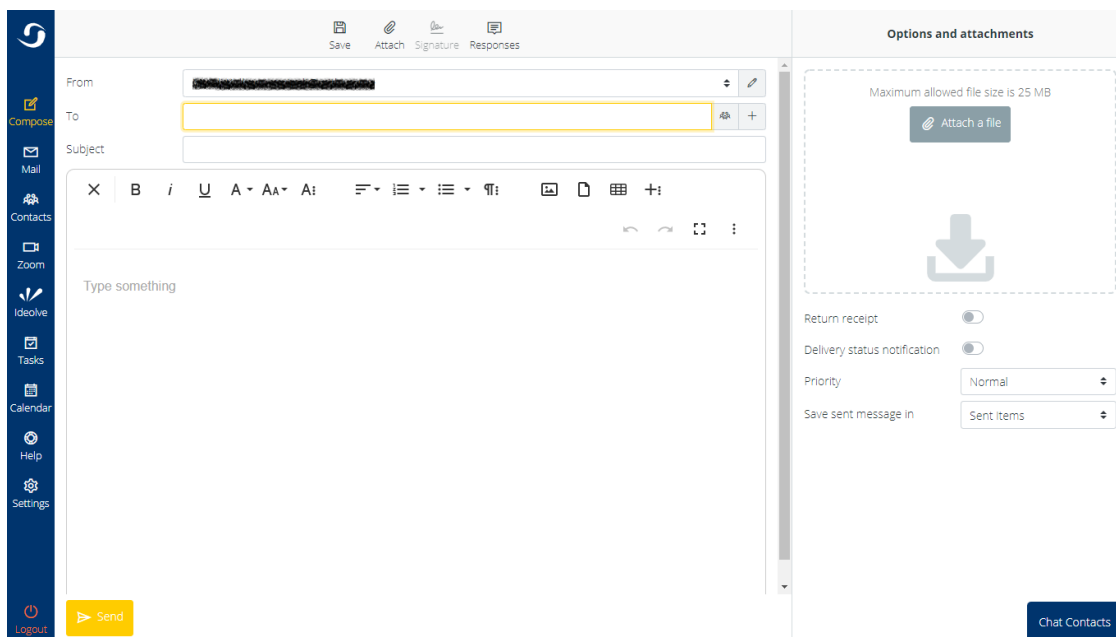 Save Attach Signature Responses
Options and attachments
From
To
Subject
Compose
Mail
Contacts
Zoom
Ideolve
Tasks
Calendar
Help
Settings
Logout
B i U A AA A
Type something
Send
Maximum allowed file size is 25 MB
Attach a file
Return receipt
Delivery status notification
Priority Normal
Save sent message in Sent Items
Chat Contacts